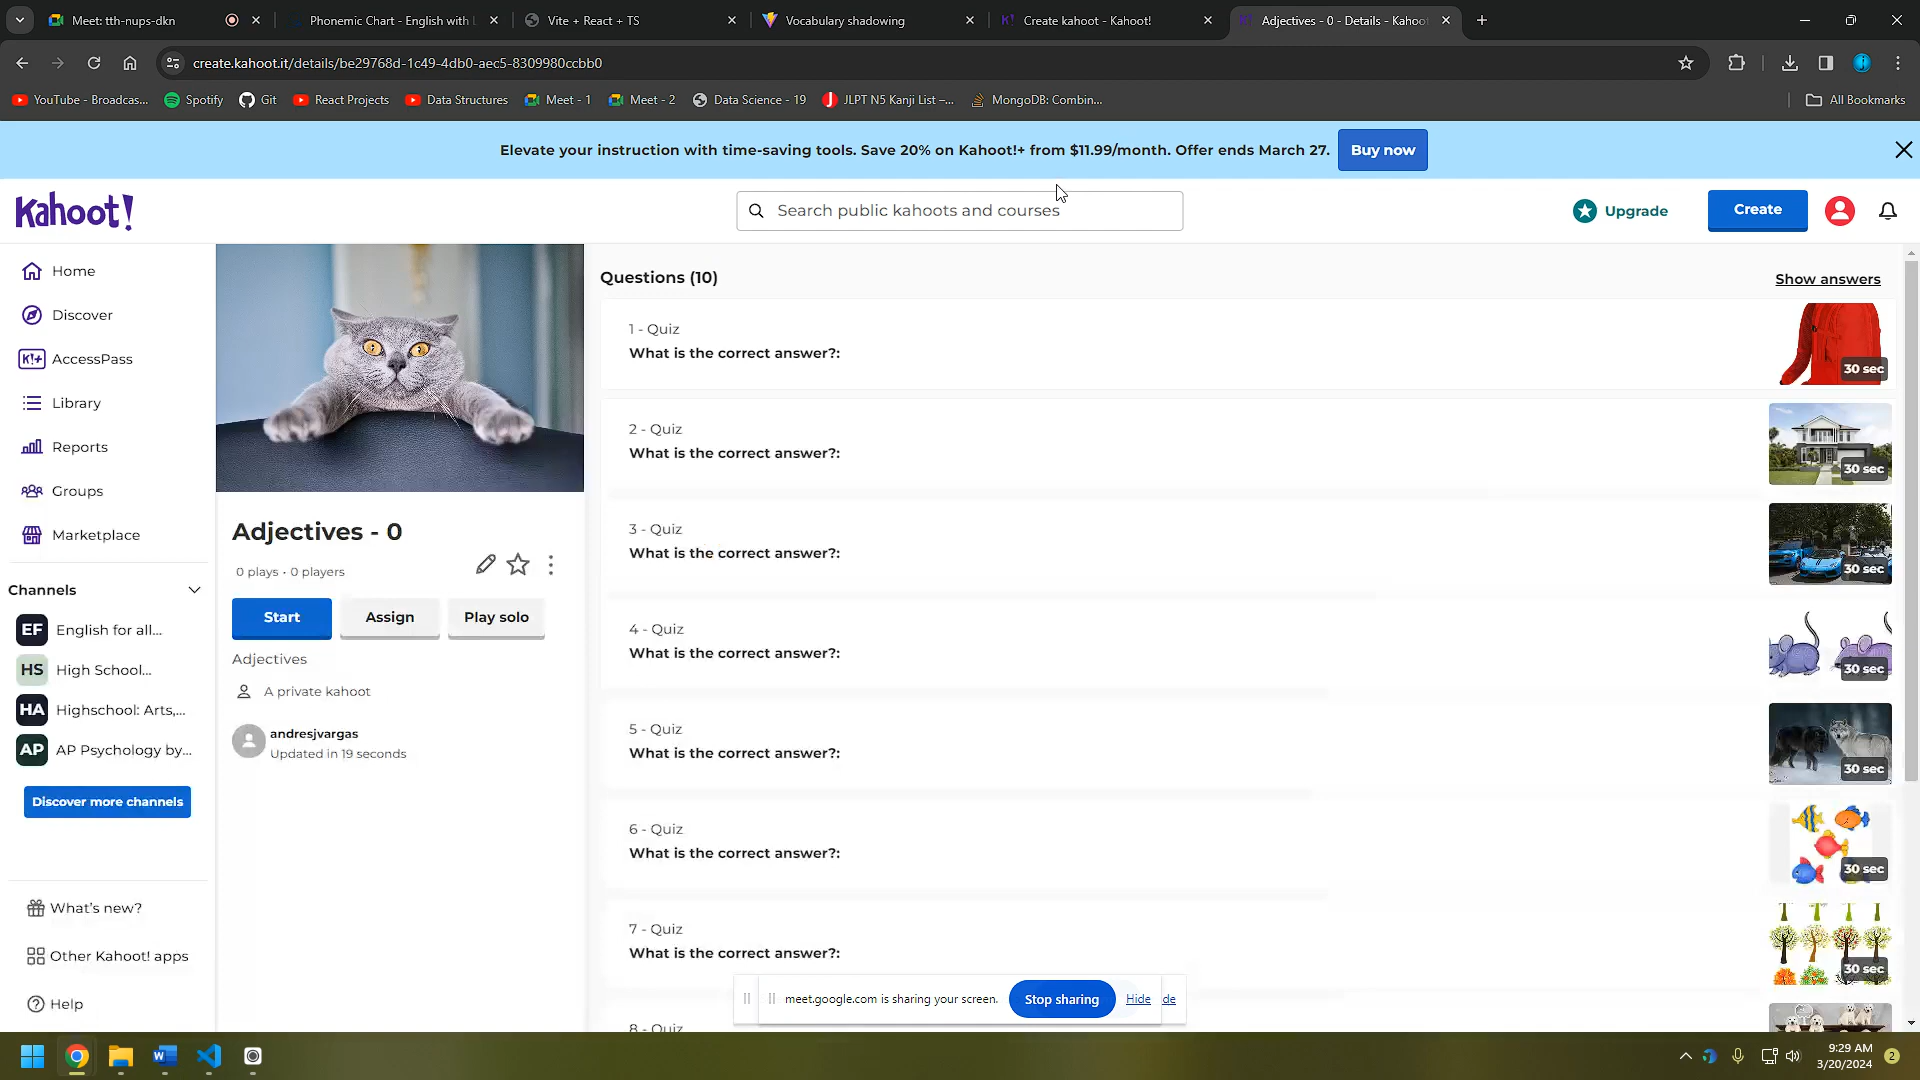 Meet: tth-nups-dkn
Phonemic Chart - English with L
Vite + React + TS
Vocabulary shadowing
Create kahoot - Kahoot!
Adjectives - 0 - Details - Kahoo
create.kahoot.it/details/be29768d-1c49-4db0-aec5-8309980ccbb0
YouTube - Broadcas...
Spotify
Git
React Projects
Data Structures
Meet - 1
Meet - 2
Data Science - 19
JLPT N5 Kanji List –...
MongoDB: Combin...
All Bookmarks
Elevate your instruction with time-saving tools. Save 20% on Kahoot!+ from $11.99/month. Offer ends March 27.
Buy now
Kahoot!
Search public kahoots and courses
Upgrade
Create
Home
Discover
K!+ AccessPass
Library
Reports
Groups
Marketplace
Channels
EF English for all...
HS High School...
HA Highschool: Arts,...
AP AP Psychology by...
Discover more channels
What's new?
Other Kahoot! apps
Help
Adjectives - 0
0 plays · 0 players
Start
Assign
Play solo
Adjectives
A private kahoot
andresjvargas
Updated in 19 seconds
Questions (10)
Show answers
1 - Quiz
What is the correct answer?:
30 sec
2 - Quiz
What is the correct answer?:
30 sec
3 - Quiz
What is the correct answer?:
30 sec
4 - Quiz
What is the correct answer?:
30 sec
5 - Quiz
What is the correct answer?:
30 sec
6 - Quiz
What is the correct answer?:
30 sec
7 - Quiz
What is the correct answer?:
30 sec
8 - Quiz
meet.google.com is sharing your screen.
Stop sharing
Hide
de
9:29 AM
3/20/2024
2